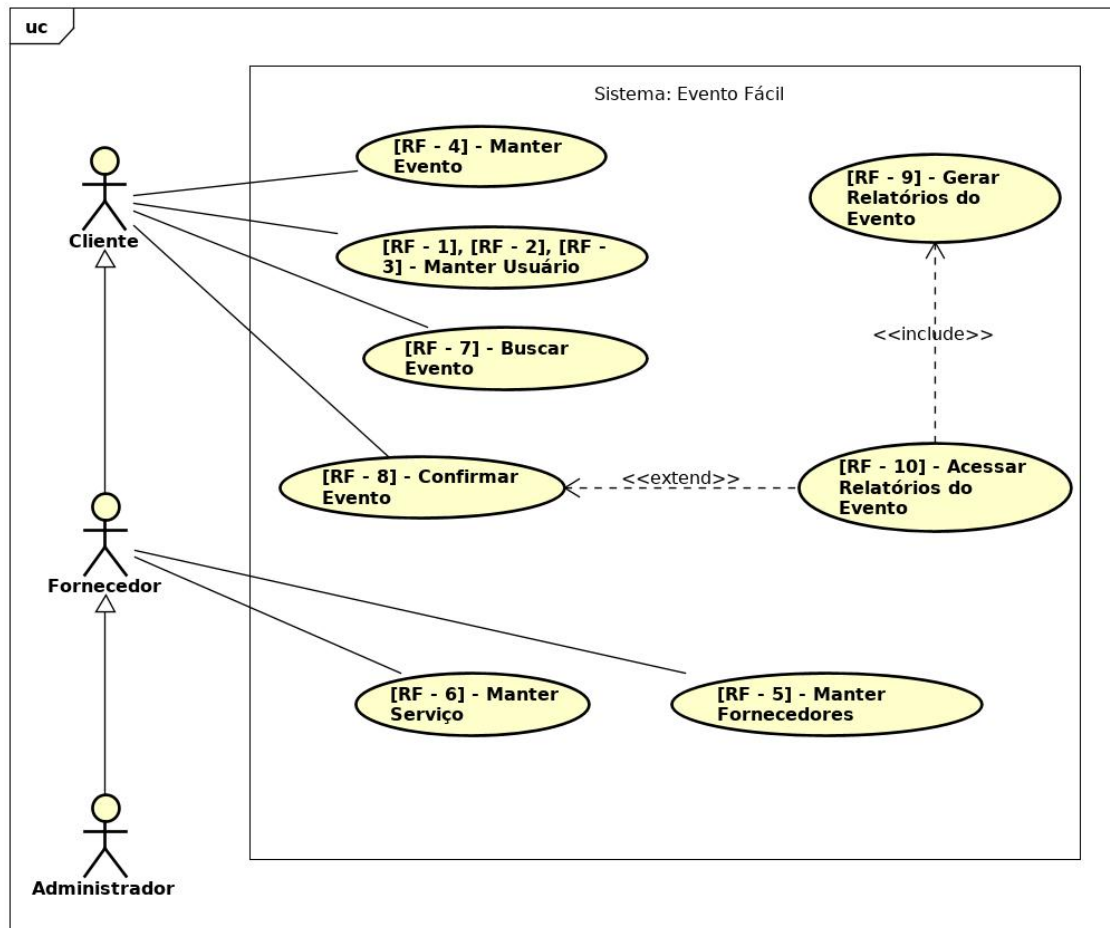 uc
Sistema: Evento Fácil
[RF - 4] - Manter
Evento
[RF - 9] - Gerar
Relatórios do
Evento
Cliente
[RF - 1], [RF - 2], [RF -
3] - Manter Usuário
<<include>>
[RF - 7] - Buscar
Evento
[RF - 8] - Confirmar
Evento
<<extend>>
[RF - 10] - Acessar
Relatórios do
Evento
Fornecedor
[RF - 6] - Manter
Serviço
[RF - 5] - Manter
Fornecedores
Administrador